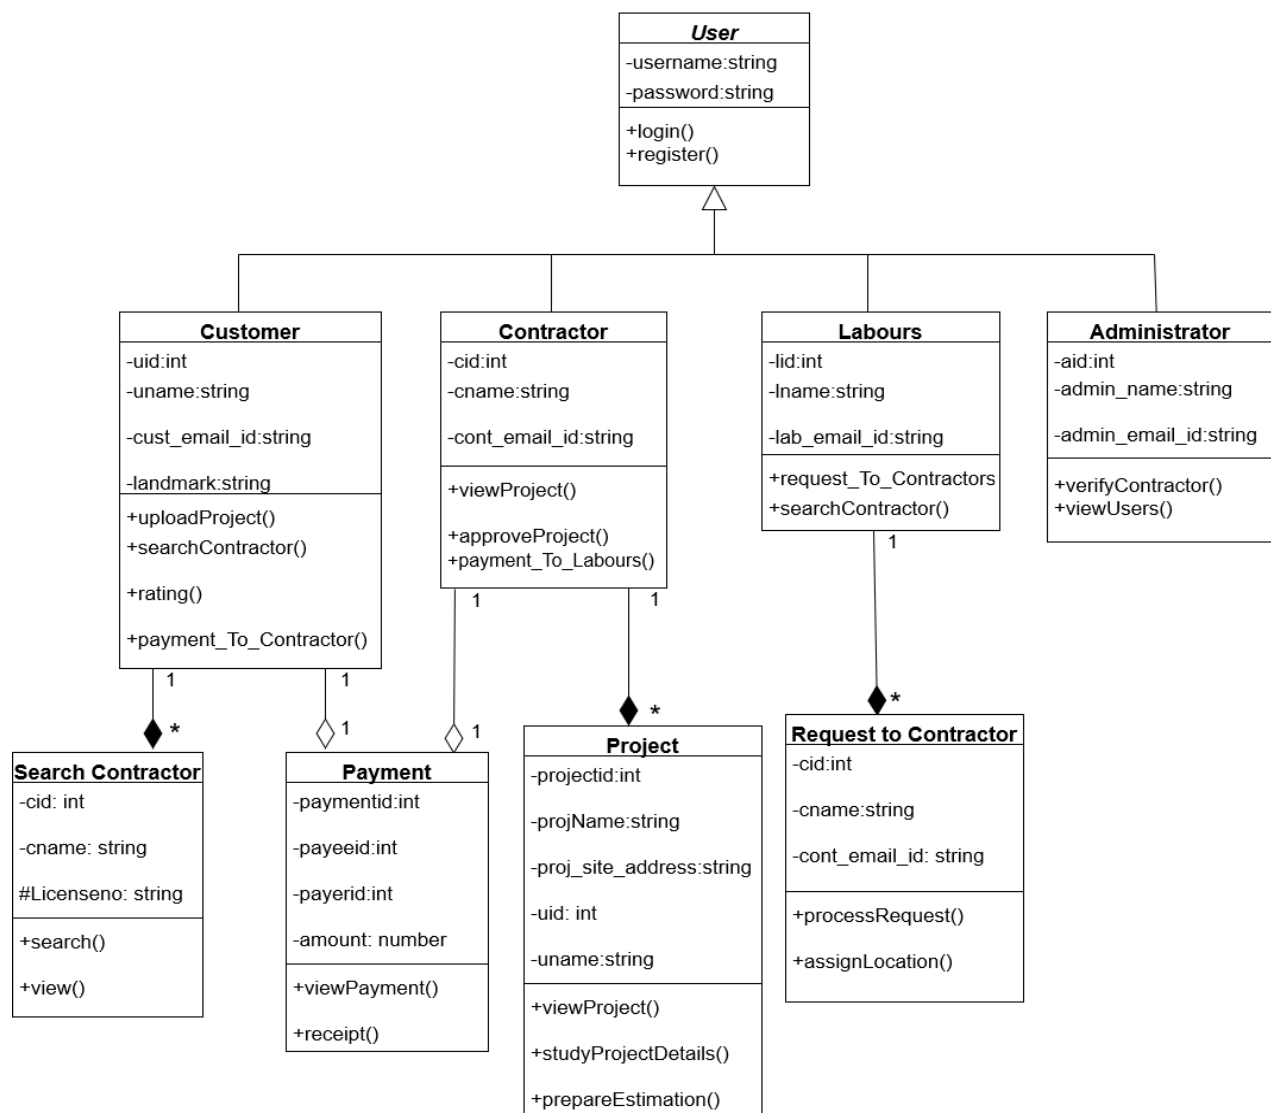 User
-username:string
-password:string
+login()
+register()
Customer
-uid:int
-uname:string
-cust_email_id:string
-landmark:string
+uploadProject()
+searchContractor()
+rating()
+payment_To_Contractor()
Contractor
-cid:int
-cname:string
-cont_email_id:string
+viewProject()
+approveProject()
+payment_To_Labours()
Labours
-lid:int
-lname:string
-lab_email_id:string
+request_To_Contractors
+searchContractor()
Administrator
-aid:int
-admin_name:string
-admin_email_id:string
+verifyContractor()
+viewUsers()
1
*
1
1
1
1
1
*
1
*
Search Contractor
-cid: int
-cname: string
#Licenseno: string
+search()
+view()
Payment
-paymentid:int
-payeeid:int
-payerid:int
-amount: number
+viewPayment()
+receipt()
Project
-projectid:int
-projName:string
-proj_site_address:string
-uid: int
-uname:string
+viewProject()
+studyProjectDetails()
+prepareEstimation()
Request to Contractor
-cid:int
-cname:string
-cont_email_id: string
+processRequest()
+assignLocation()